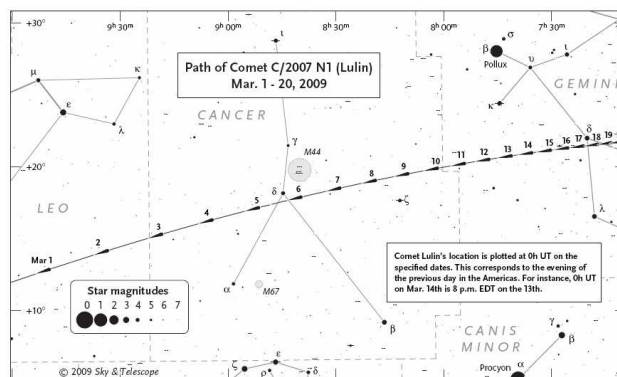 +30°
9h 30m
9h 00m
8h 30m
8h 00m
7h 30m
Path of Comet C/2007 N1 (Lulin)
Mar. 1 - 20, 2009
μ
κ
ε
λ
ι
σ
β
Pollux
ι
υ
κ
GEMINI
CANCER
γ
M44
δ
+20°
δ
ζ
λ
LEO
Mar 1
2
3
4
5
6
7
8
9
10
11
12
13
14
15
16
17
18
19
Comet Lulin's location is plotted at 0h UT on the
specified dates. This corresponds to the evening of
the previous day in the Americas. For instance, 0h UT
on Mar. 14th is 8 p.m. EDT on the 13th.
Star magnitudes
0 1 2 3 4 5 6 7
+10°
α
M67
β
CANIS
MINOR
γ
β
Procyon
α
ζ
ε
ρ
δ
© 2009 Sky & Telescope